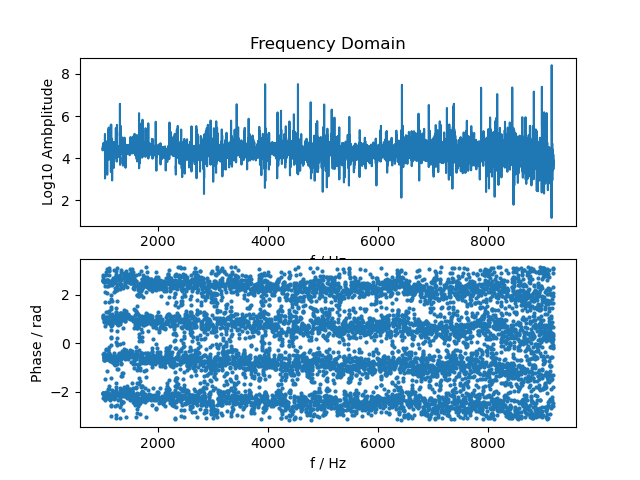 Frequency Domain
Log10 Ambplitude
8
6
4
2
2000 4000 6000 8000
f / Hz
Phase / rad
2
0
−2
2000 4000 6000 8000
f / Hz